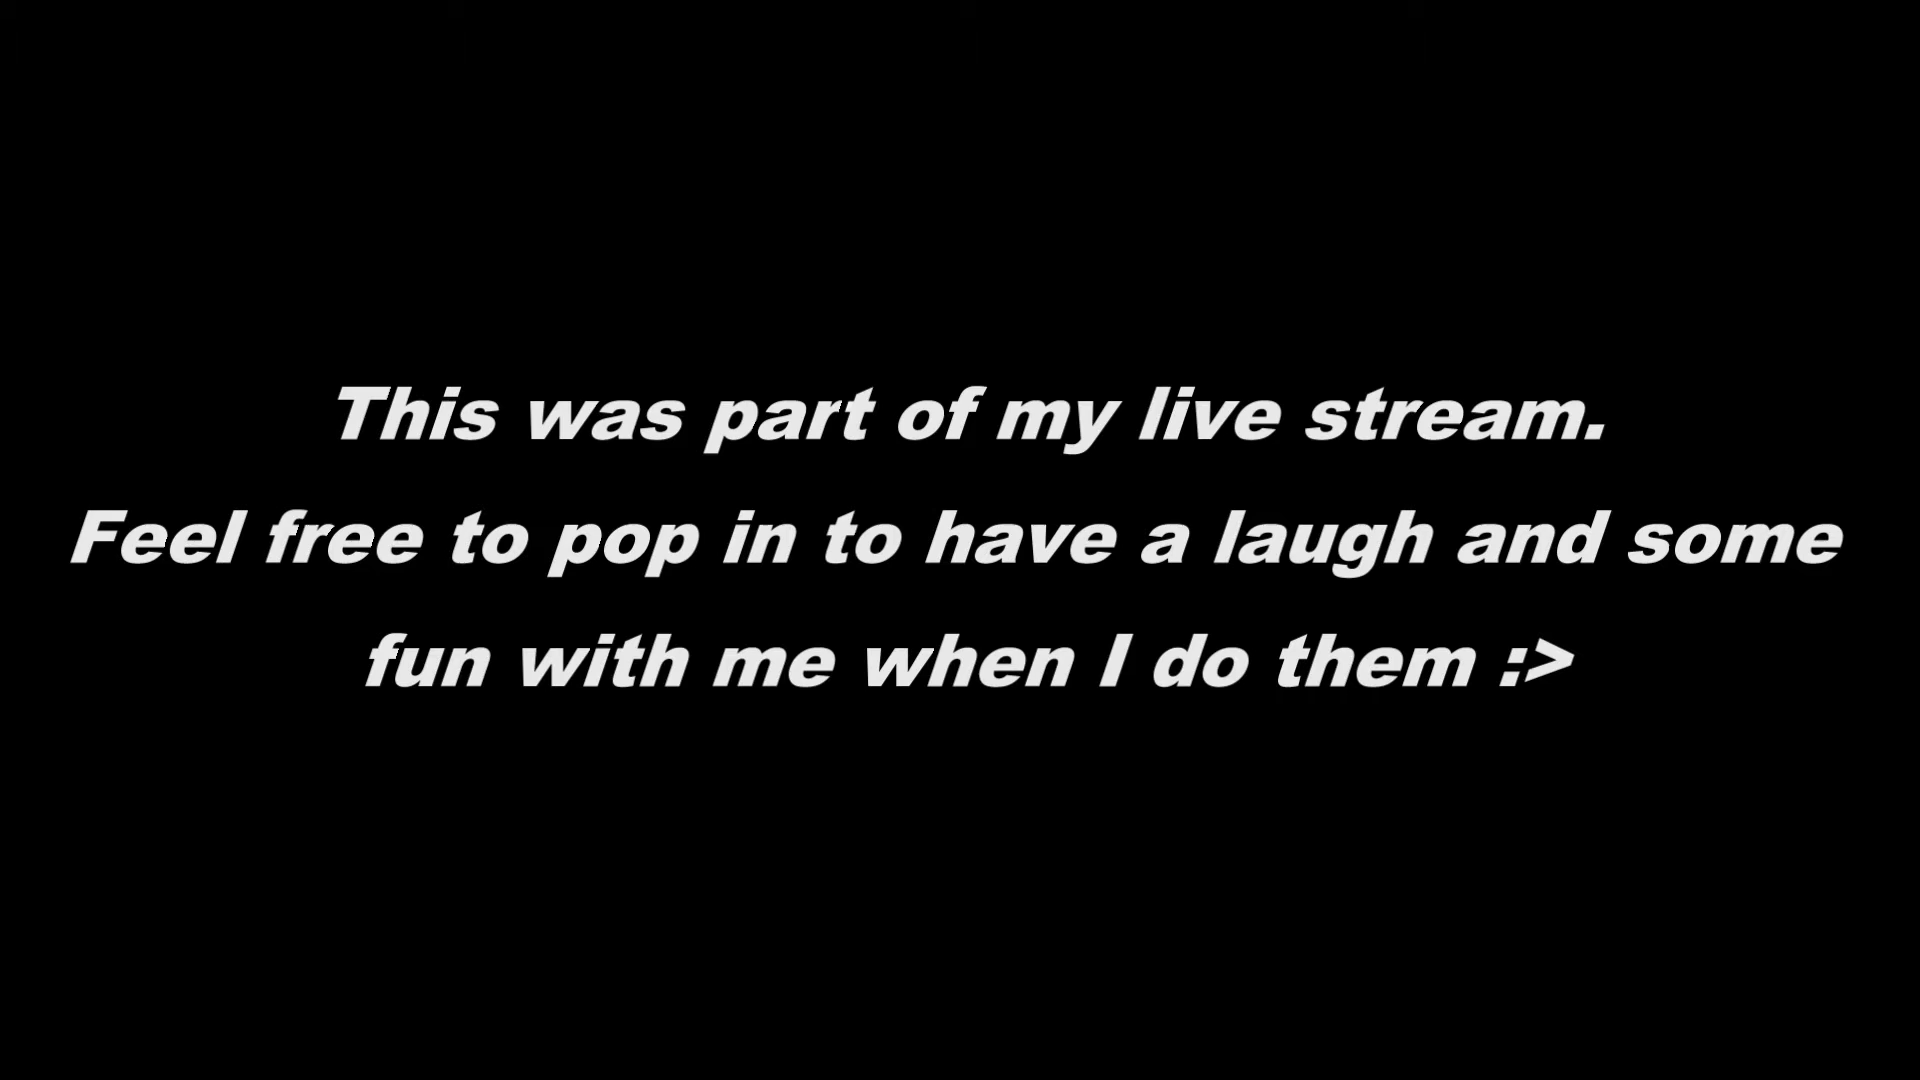 This was part of my live stream.
Feel free to pop in to have a laugh and some
fun with me when I do them :>